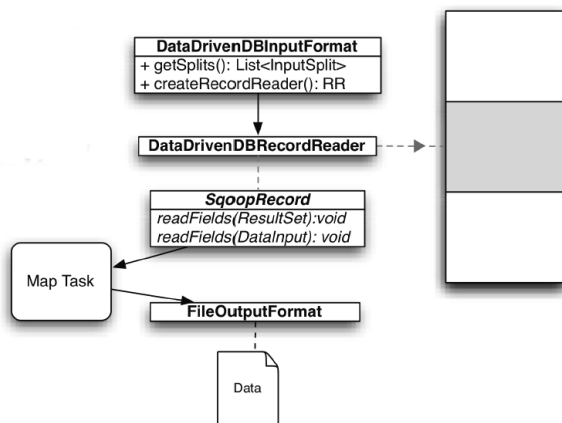 DataDrivenDBInputFormat
+ getSplits(): List<InputSplit>
+ createRecordReader(): RR
DataDrivenDBRecordReader
SqoopRecord
readFields(ResultSet):void
readFields(DataInput): void
Map Task
FileOutputFormat
Data